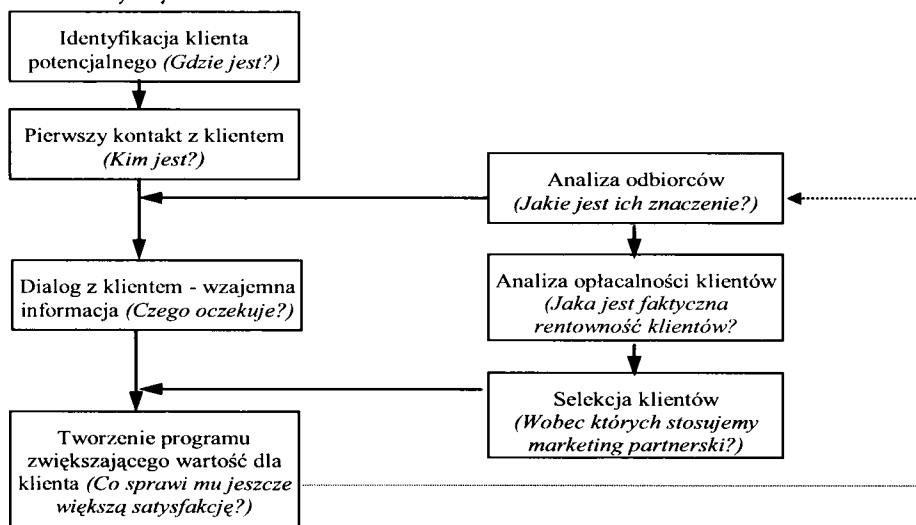 Identyfikacja klienta
potencjalnego (Gdzie jest?)
Pierwszy kontakt z klientem
(Kim jest?)
Analiza odbiorców
(Jakie jest ich znaczenie?)
Dialog z klientem - wzajemna
informacja (Czego oczekuje?)
Analiza opłacalności klientów
(Jaka jest faktyczna
rentowność klientów?
Selekcja klientów
(Wobec których stosujemy
marketing partnerski?)
Tworzenie programu
zwiększającego wartość dla
klienta (Co sprawi mu jeszcze
większą satysfakcję?)